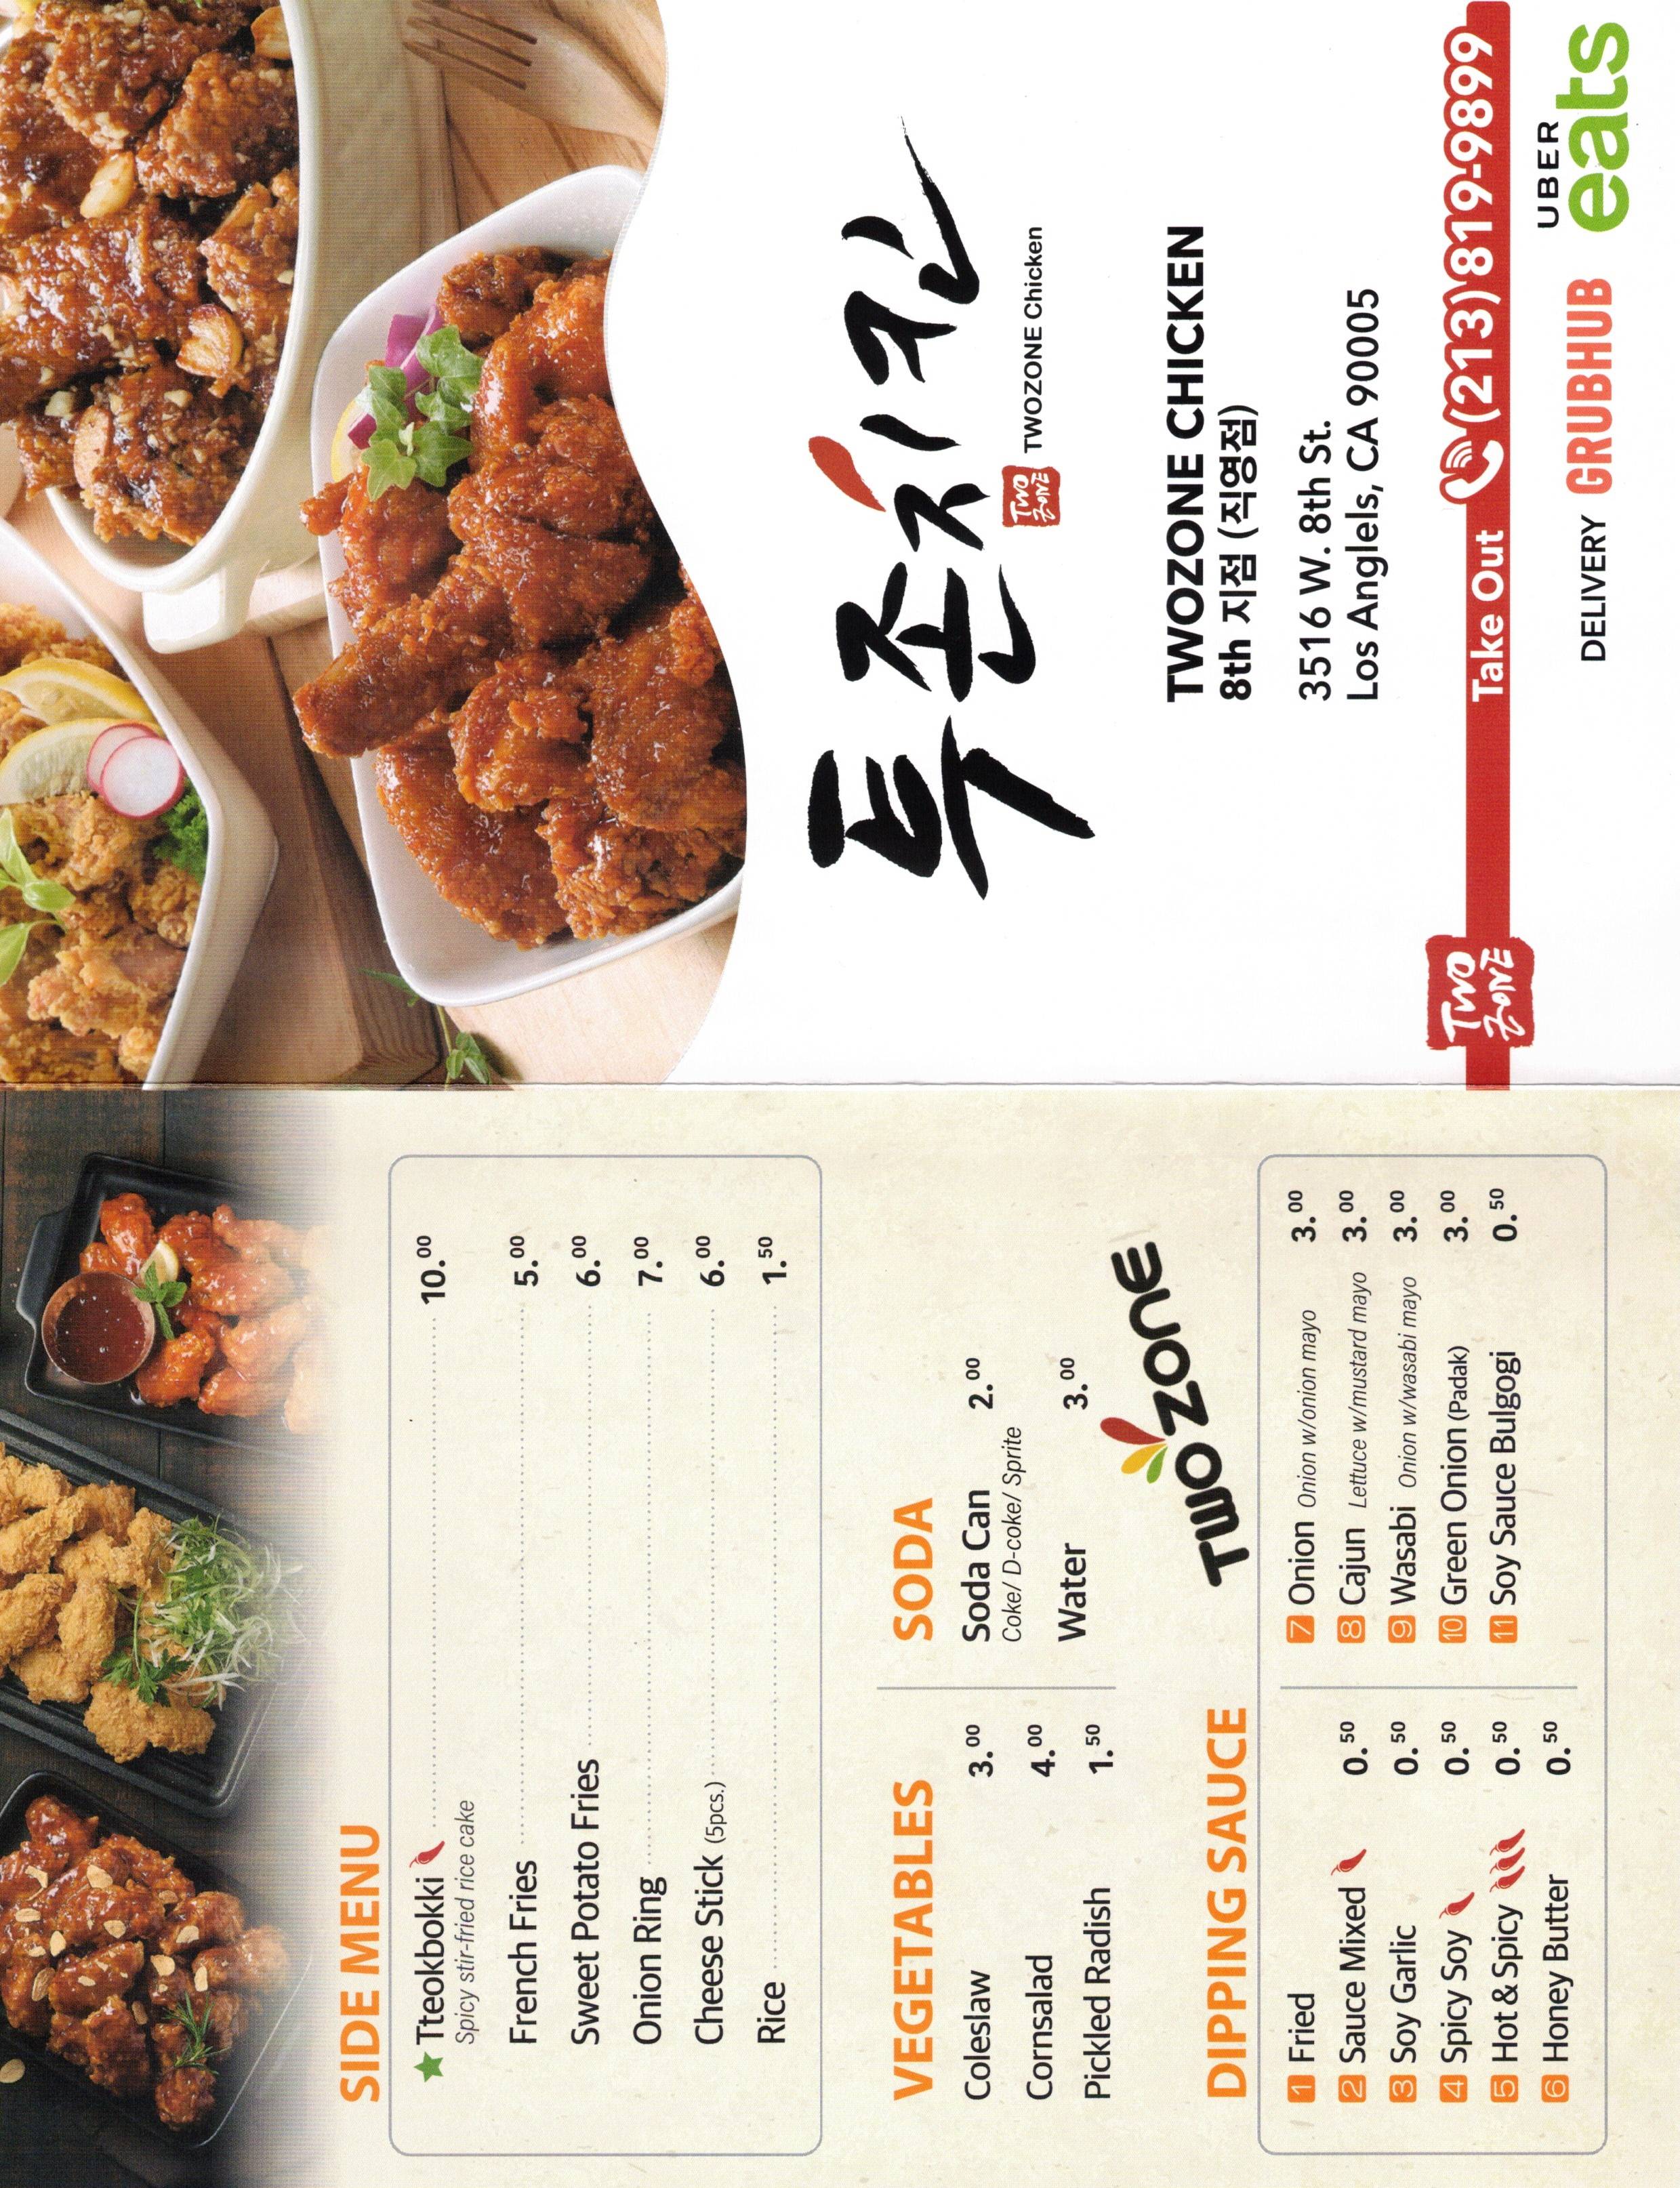 SIDE MENU
Tteokbokki 10.00
Spicy stir-fried rice cake
French Fries 5.00
Sweet Potato Fries 6.00
Onion Ring 7.00
Cheese Stick (5pcs.) 6.00
Rice 1.50
VEGETABLES
Coleslaw 3.00
Cornsalad 4.00
Pickled Radish 1.50
SODA
Soda Can 2.00
Coke/ D-coke/ Sprite
Water 3.00
TWO ZONE
DIPPING SAUCE
1 Fried
2 Sauce Mixed 0.50
3 Soy Garlic 0.50
4 Spicy Soy 0.50
5 Hot & Spicy 0.50
6 Honey Butter 0.50
7 Onion Onion w/onion mayo 3.00
8 Cajun Lettuce w/mustard mayo 3.00
9 Wasabi Onion w/wasabi mayo 3.00
10 Green Onion (Padak) 3.00
11 Soy Sauce Bulgogi 0.50
투존치킨
TWO
ZONE
TWOZONE Chicken
TWOZONE CHICKEN
8th 지점 (직영점)
3516 W. 8th St.
Los Anglels, CA 90005
TWO
ZONE
Take Out (213) 819-9899
DELIVERY GRUBHUB
UBER
eats